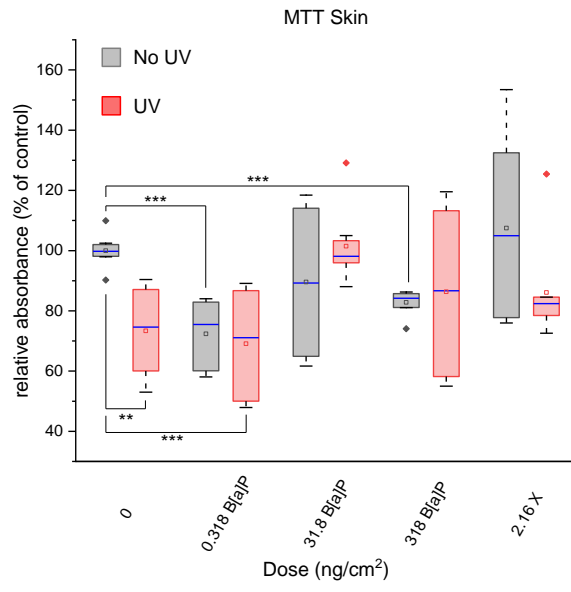 MTT Skin
No UV
UV
relative absorbance (% of control)
160
140
120
100
80
60
40
***
***
**
***
0
0.318 B[a]P
31.8 B[a]P
318 B[a]P
2.16 X
Dose (ng/cm²)